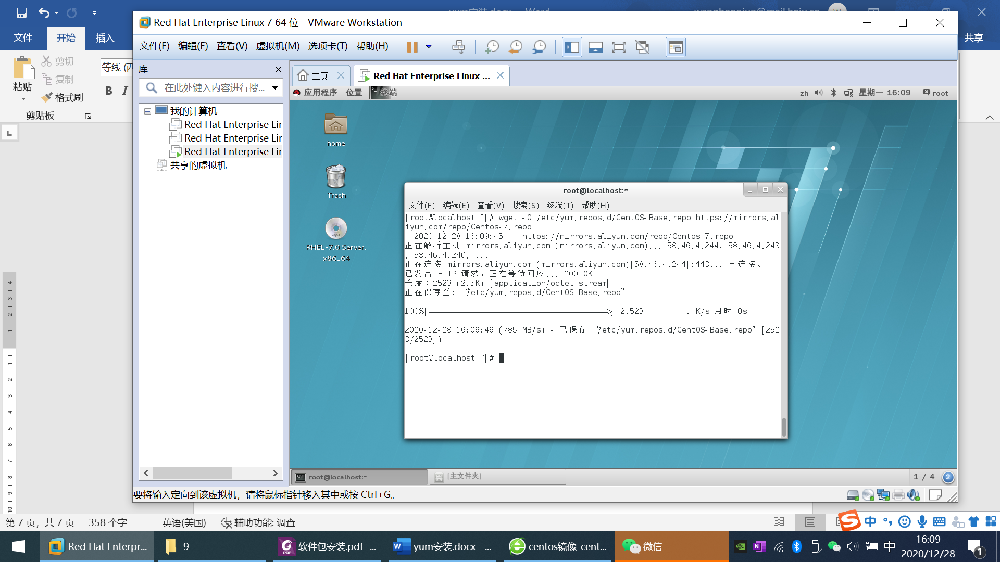 文件
开始
插入
共享
粘贴
剪切
复制
格式刷
剪贴板
等线
B I
Red Hat Enterprise Linux 7 64 位 - VMware Workstation
文件(F) 编辑(E) 查看(V) 虚拟机(M) 选项卡(T) 帮助(H)
库
在此处键入内容进行搜...
我的计算机
Red Hat Enterprise Lir
Red Hat Enterprise Lir
Red Hat Enterprise Lir
共享的虚拟机
主页
Red Hat Enterprise Linux ...
应用程序 位置 终端
zh 星期一 16:09 root
home
Trash
RHEL-7.0 Server.
x86_64
root@localhost:~
文件(F) 编辑(E) 查看(V) 搜索(S) 终端(T) 帮助(H)
[root@localhost ~]# wget -O /etc/yum.repos.d/CentOS-Base.repo https://mirrors.al
iyun.com/repo/Centos-7.repo
--2020-12-28 16:09:45--  https://mirrors.aliyun.com/repo/Centos-7.repo
正在解析主机 mirrors.aliyun.com (mirrors.aliyun.com)... 58.46.4.244, 58.46.4.243
, 58.46.4.240, ...
正在连接 mirrors.aliyun.com (mirrors.aliyun.com)|58.46.4.244|:443... 已连接。
已发出 HTTP 请求，正在等待回应... 200 OK
长度：2523 (2.5K) [application/octet-stream]
正在保存至: “/etc/yum.repos.d/CentOS-Base.repo”
100%[======================================>] 2,523 --.-K/s 用时 0s
2020-12-28 16:09:46 (785 MB/s) - 已保存 “/etc/yum.repos.d/CentOS-Base.repo” [252
3/2523])
[root@localhost ~]#
root@localhost:~
[主文件夹]
1 / 4
2
要将输入定向到该虚拟机，请将鼠标指针移入其中或按 Ctrl+G。
第 7 页，共 7 页 358 个字 英语(美国) 辅助功能: 调查
中
Red Hat Enterpr...
9
软件包安装.pdf -...
yum安装.docx - ...
centos镜像-cent...
微信
中
16:09
2020/12/28
1